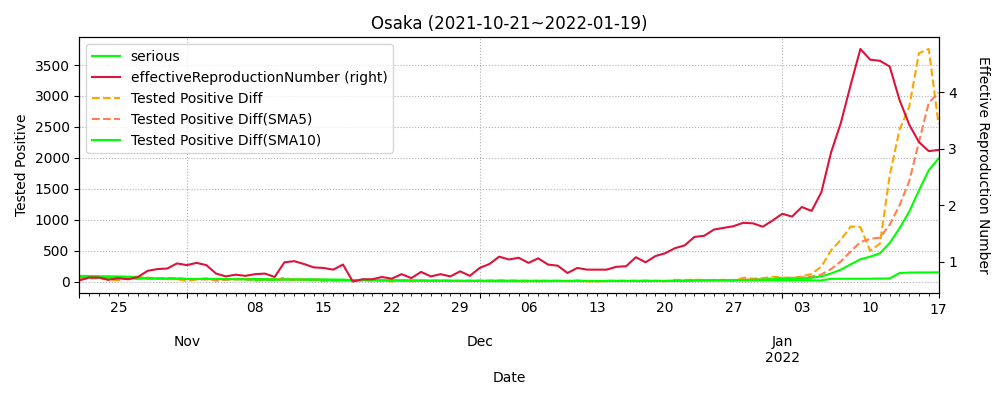 Osaka (2021-10-21~2022-01-19)
serious
effectiveReproductionNumber (right)
Tested Positive Diff
Tested Positive Diff(SMA5)
Tested Positive Diff(SMA10)
Tested Positive
3500
3000
2500
2000
1500
1000
500
0
4
3
2
1
Effective Reproduction Number
25 08 15 22 29 06 13 20 27 03 10 17
Nov Dec Jan
2022
Date